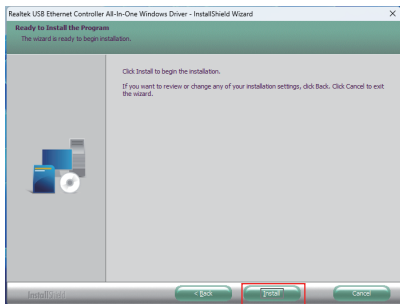 Realtek USB Ethernet Controller All-In-One Windows Driver - InstallShield Wizard
Ready to Install the Program
The wizard is ready to begin installation.
Click Install to begin the installation.
If you want to review or change any of your installation settings, click Back. Click Cancel to exit
the wizard.
InstallShield
< Back Install Cancel